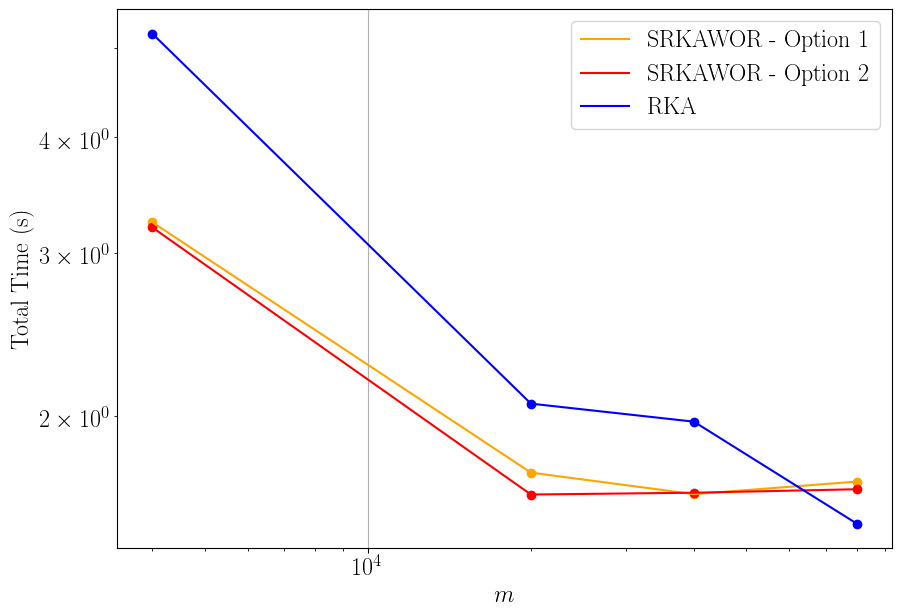 SRKAWOR - Option 1
SRKAWOR - Option 2
RKA
Total Time (s)
4 × 10⁰
3 × 10⁰
2 × 10⁰
10⁴
m